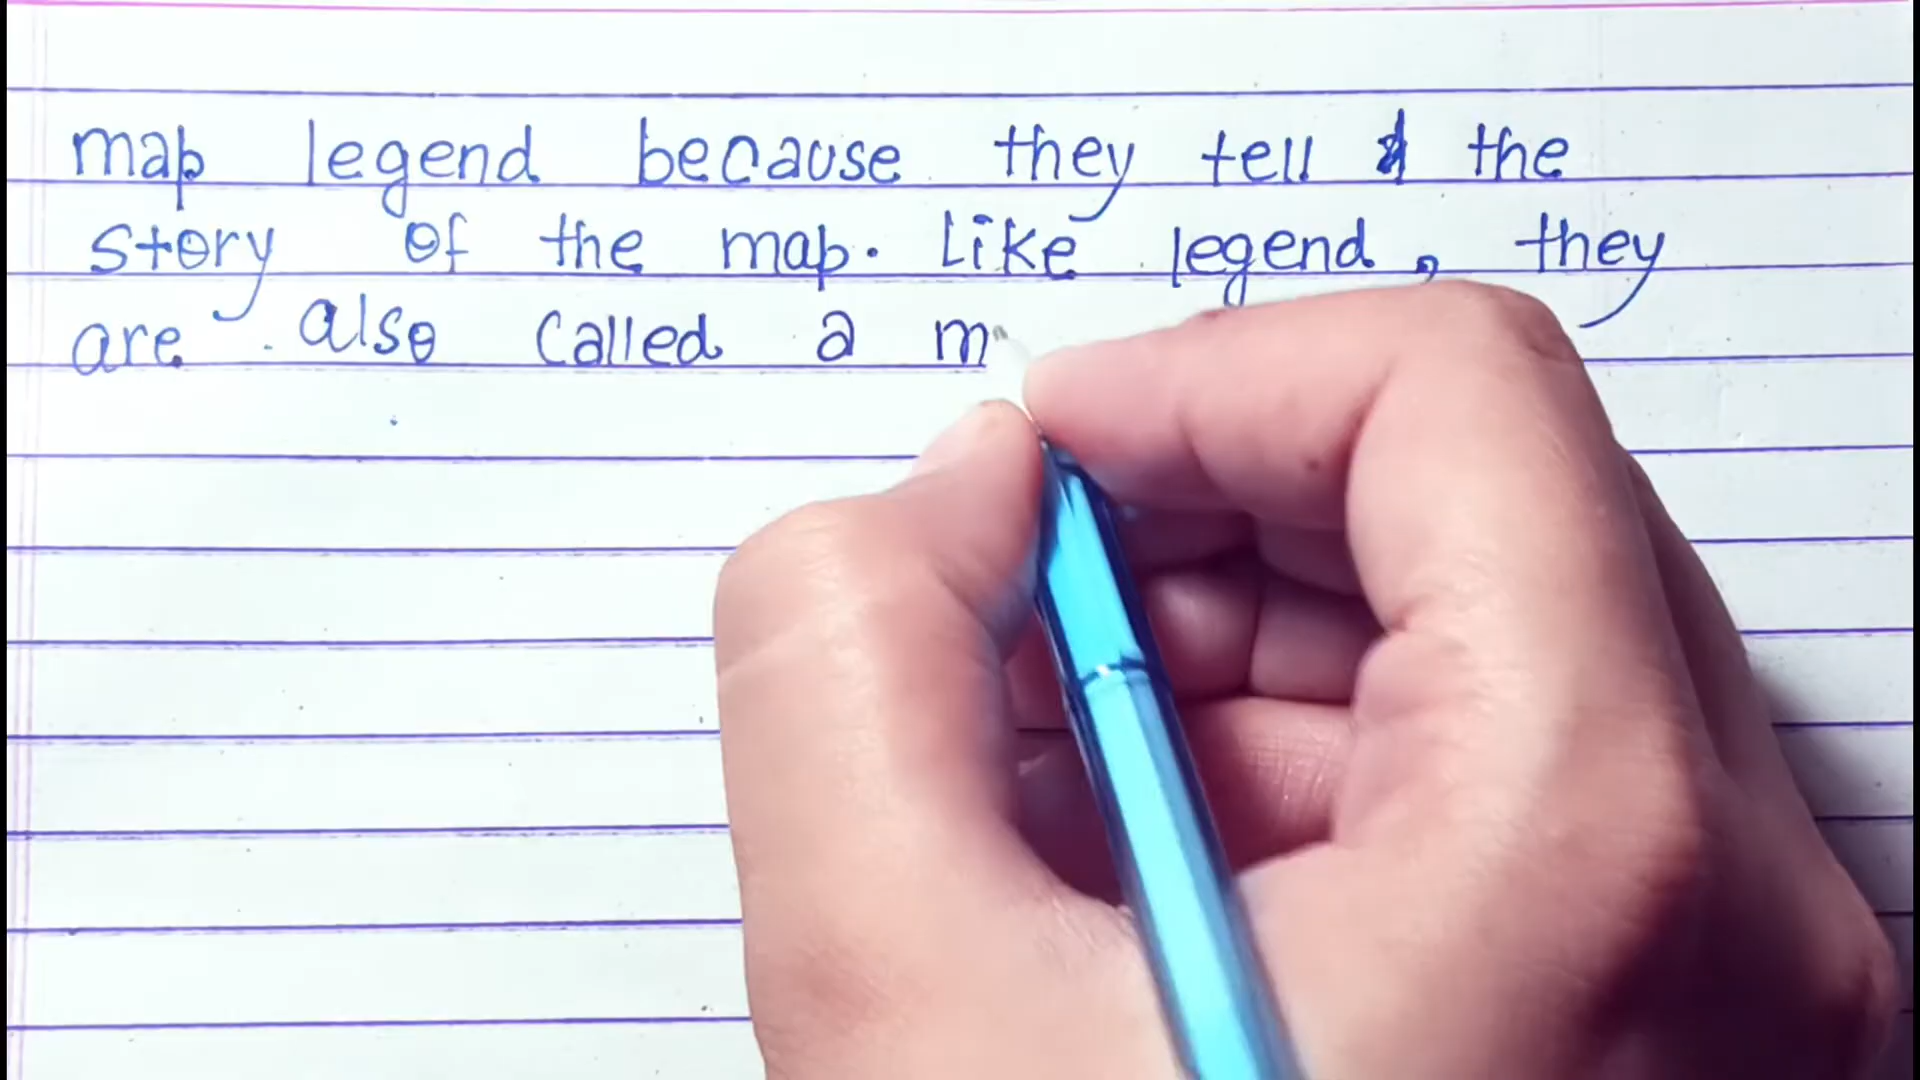 map legend because they tell the
story of the map. Like legend, they
are also called a m